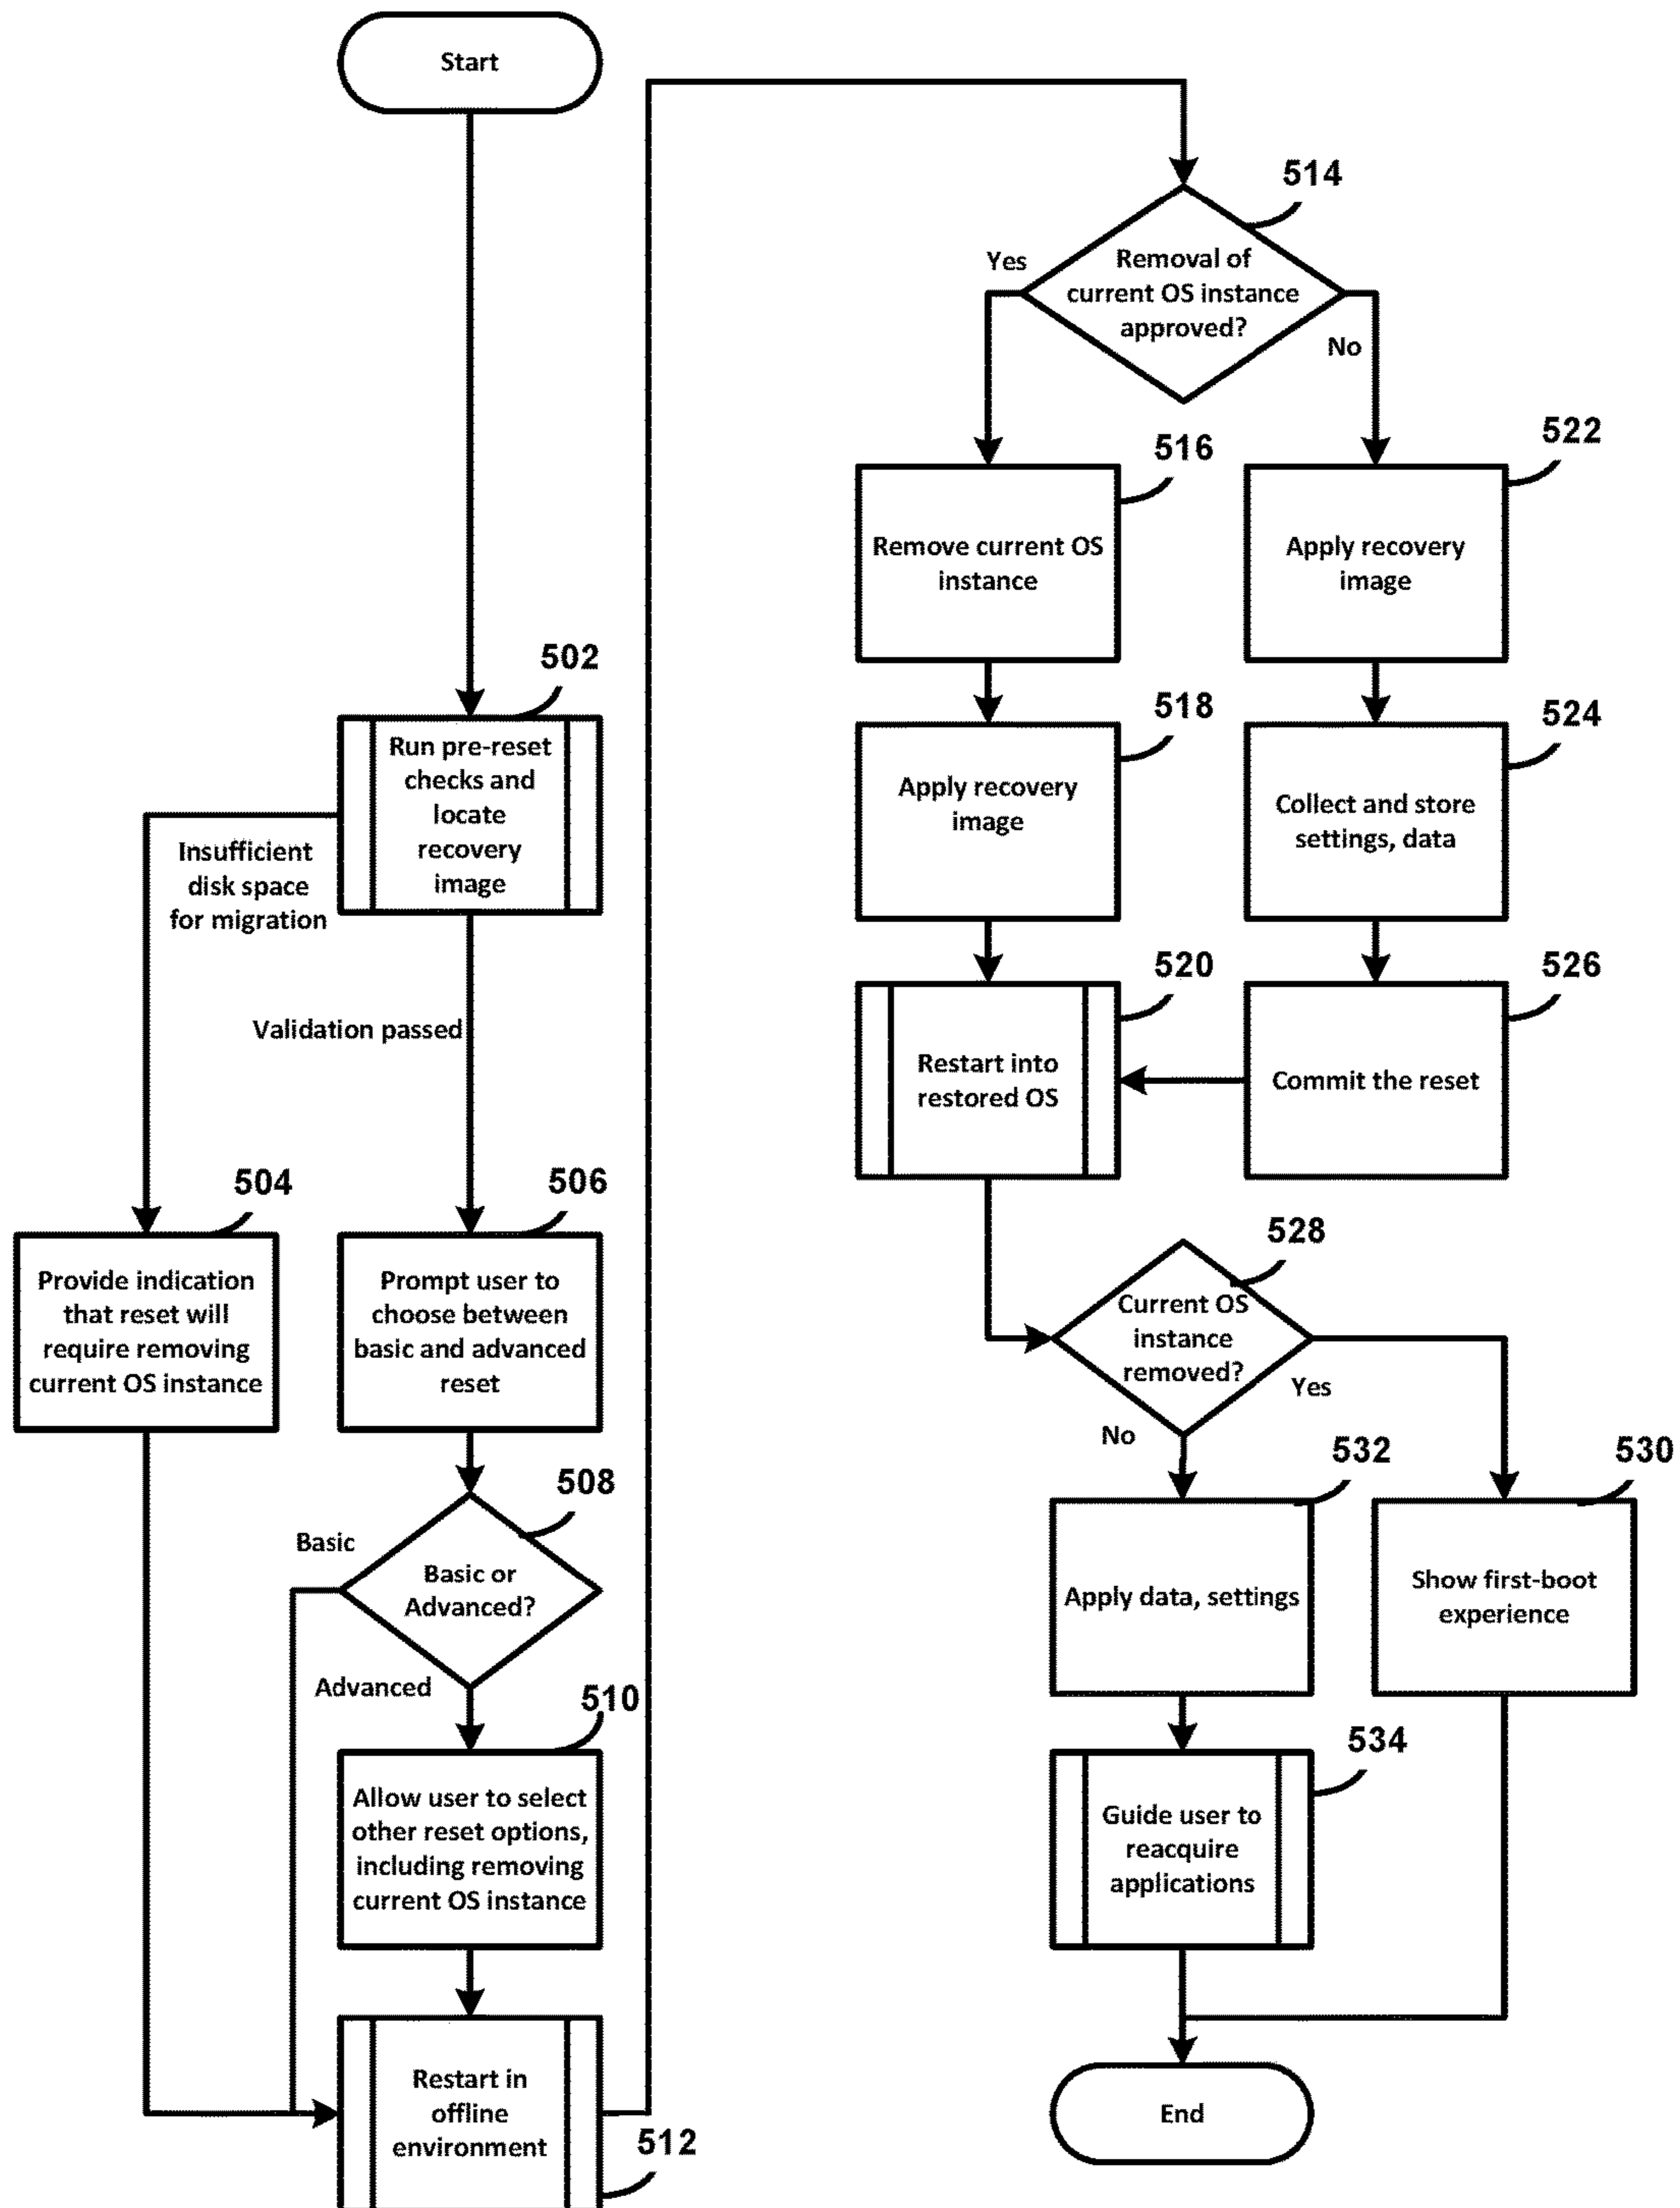 Start
502
Run pre-reset
checks and
locate
recovery
image
Insufficient
disk space
for migration
Validation passed
504
Provide indication
that reset will
require removing
current OS instance
506
Prompt user to
choose between
basic and advanced
reset
508
Basic
Basic or
Advanced?
Advanced
510
Allow user to select
other reset options,
including removing
current OS instance
Restart in
offline
environment
512
514
Yes
Removal of
current OS instance
approved?
No
516
Remove current OS
instance
522
Apply recovery
image
518
Apply recovery
image
524
Collect and store
settings, data
520
Restart into
restored OS
526
Commit the reset
528
Current OS
instance
removed?
Yes
No
532
Apply data, settings
530
Show first-boot
experience
534
Guide user to
reacquire
applications
End